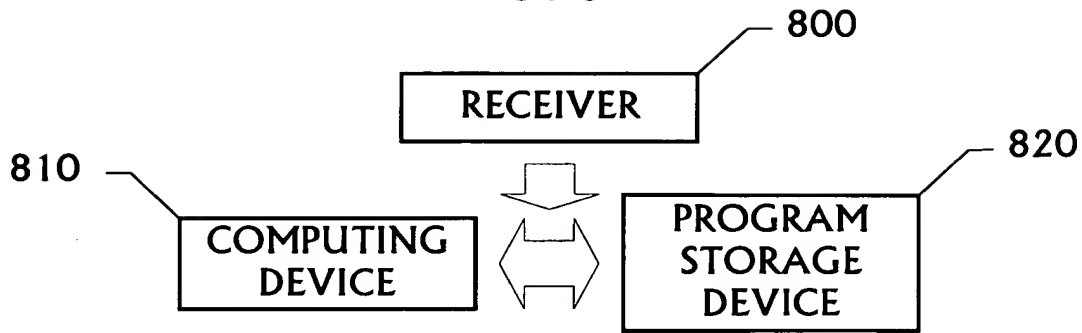 800
RECEIVER
810
820
COMPUTING
DEVICE
PROGRAM
STORAGE
DEVICE